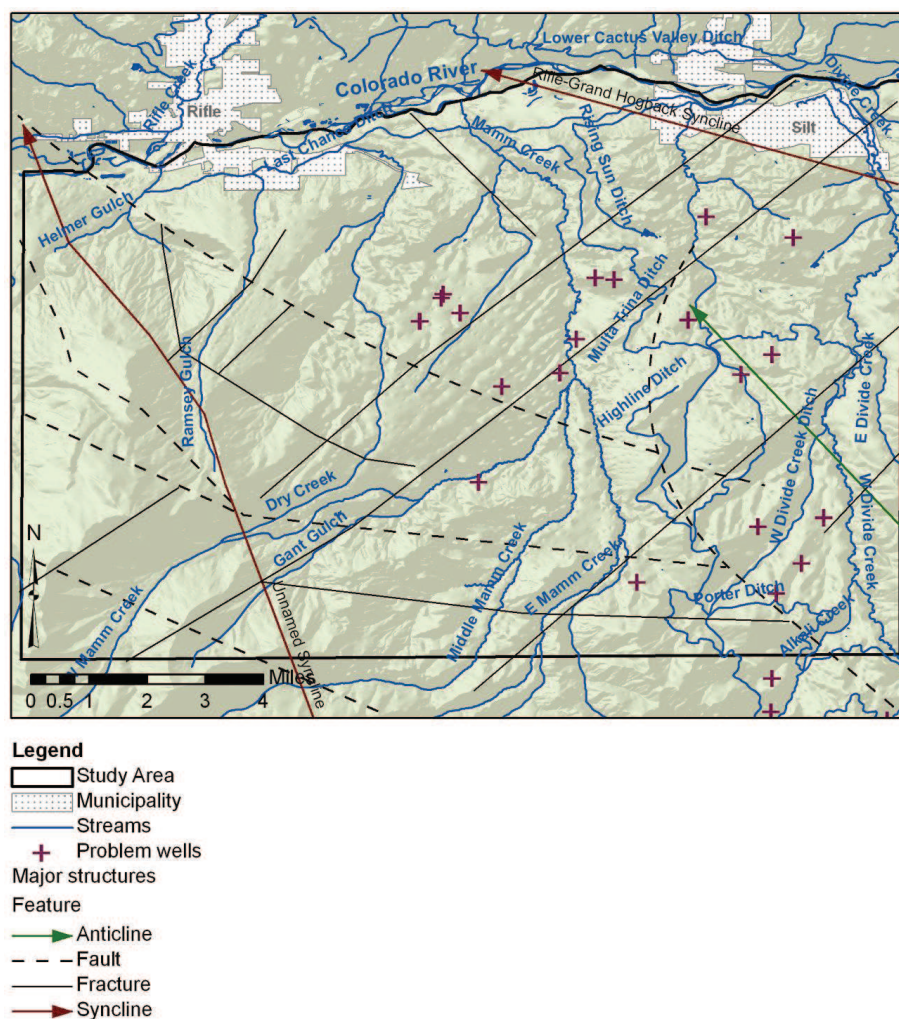 Lower Cactus Valley Ditch
Divide Creek
Rifle Creek
Colorado River
Rifle-Grand Hogback Syncline
Rifle
Silt
Last Chance Ditch
Mamm Creek
Rising Sun Ditch
Helmer Gulch
Multa Trina Ditch
Ramsey Gulch
Highline Ditch
E Divide Creek
W Divide Creek Ditch
W Divide Creek
Dry Creek
Gant Gulch
N
Middle Mamm Creek
E Mamm Creek
Porter Ditch
Alkali Creek
Mamm Creek
Unnamed Syncline
Miles
0 0.5 1 2 3 4
Legend
Study Area
Municipality
Streams
Problem wells
Major structures
Feature
Anticline
Fault
Fracture
Syncline